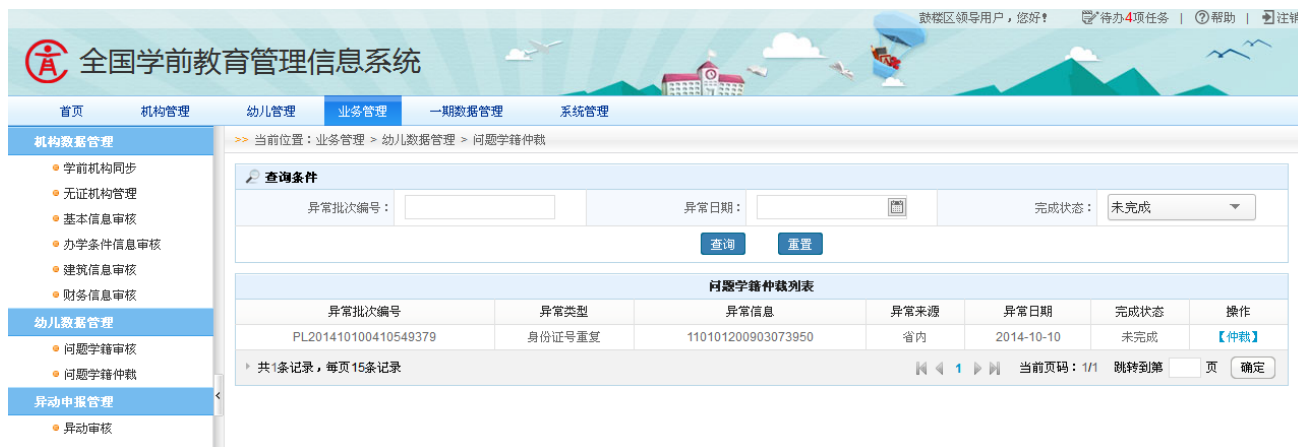 鼓楼区领导用户，您好! 待办4项任务 | 帮助 | 注销
全国学前教育管理信息系统
首页 机构管理 幼儿管理 业务管理 一期数据管理 系统管理
机构数据管理
学前机构同步
无证机构管理
基本信息审核
办学条件信息审核
建筑信息审核
财务信息审核
幼儿数据管理
问题学籍审核
问题学籍仲裁
异动申报管理
异动审核
>> 当前位置：业务管理 > 幼儿数据管理 > 问题学籍仲裁
查询条件
异常批次编号： 异常日期： 完成状态： 未完成
查询 重置
问题学籍仲裁列表
异常批次编号 异常类型 异常信息 异常来源 异常日期 完成状态 操作
PL201410100410549379 身份证号重复 110101200903073950 省内 2014-10-10 未完成 【仲裁】
共1条记录，每页15条记录 1 当前页码：1/1 跳转到第 页 确定